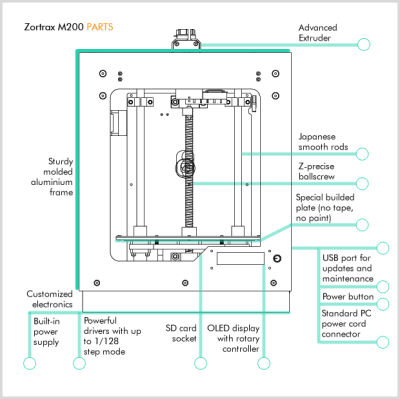 Zortrax M200 PARTS
Advanced
Extruder
Japanese
smooth rods
Z-precise
ballscrew
Sturdy
molded
aluminium
frame
Special builded
plate (no tape,
no paint)
USB port for
updates and
maintenance
Power button
Standard PC
power cord
connector
Customized
electronics
Built-in
power
supply
Powerful
drivers with up
to 1/128
step mode
SD card
socket
OLED display
with rotary
controller